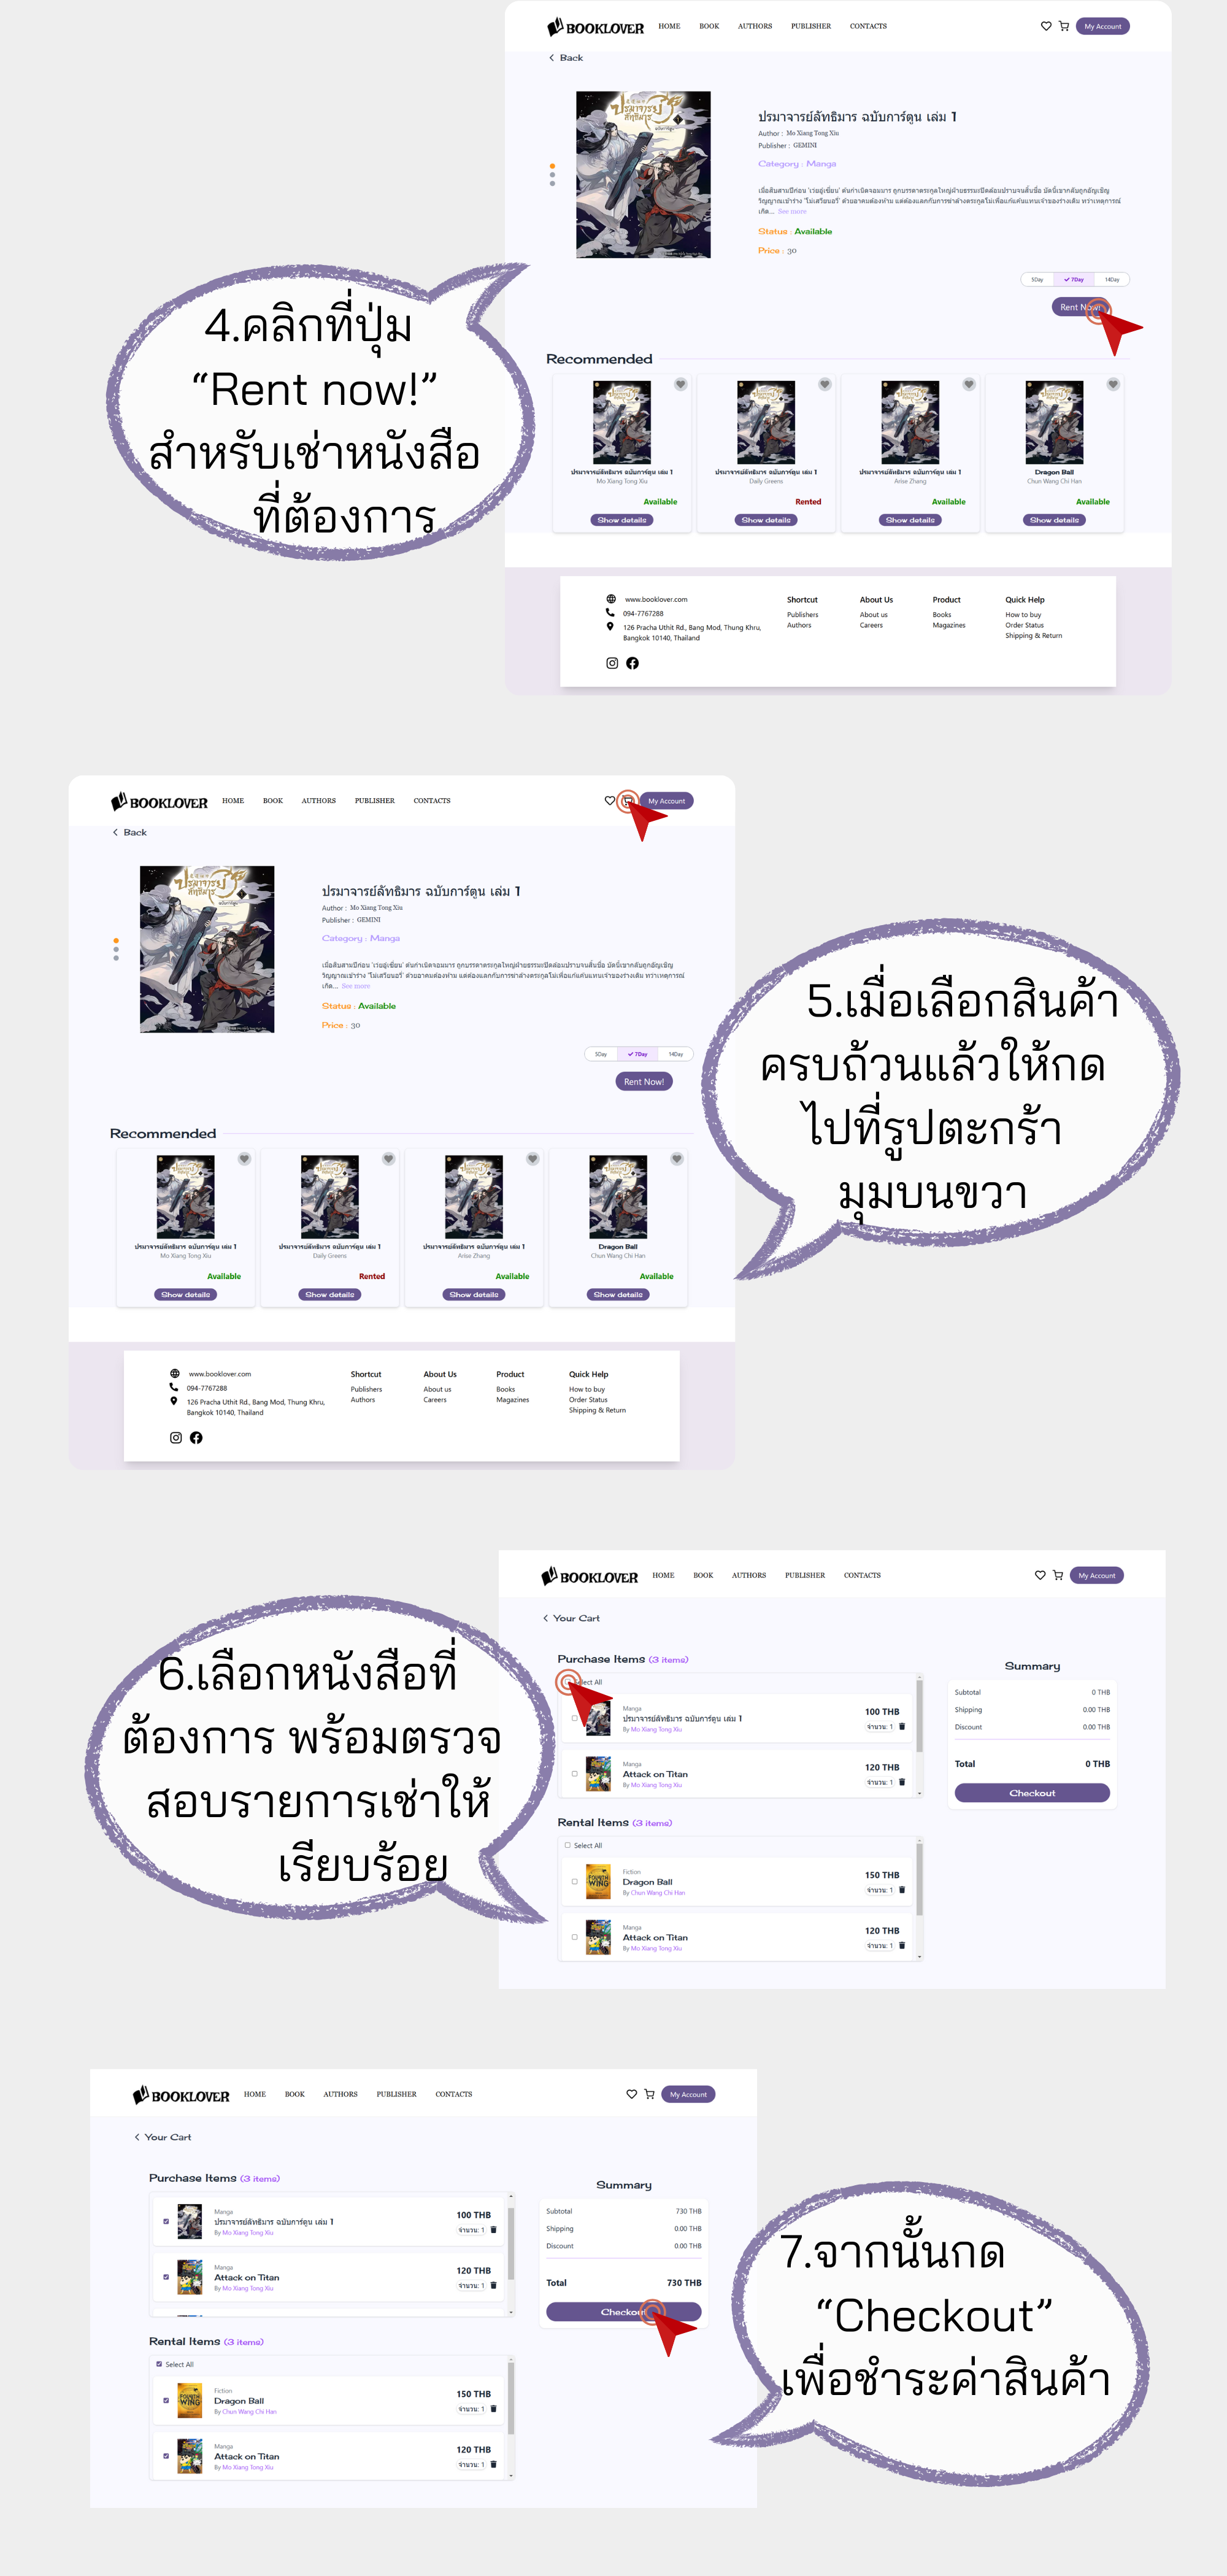 BOOKLOVER HOME BOOK AUTHORS PUBLISHER CONTACTS My Account
Back
ปรมาจารย์ลัทธิมาร ฉบับการ์ตูน เล่ม 1
Author : Mo Xiang Tong Xiu
Publisher : GEMINI
Category : Manga
See more
Status : Available
Price : 30
5Day 7Day 14Day
Rent Now!
4.คลิกที่ปุ่ม
“Rent now!”
สำหรับเช่าหนังสือ
ที่ต้องการ
Recommended
ปรมาจารย์ลัทธิมาร ฉบับการ์ตูน เล่ม 1 ปรมาจารย์ลัทธิมาร ฉบับการ์ตูน เล่ม 1 ปรมาจารย์ลัทธิมาร ฉบับการ์ตูน เล่ม 1 Dragon Ball
Mo Xiang Tong Xiu Daily Greens Arise Zhang Chun Wang Chi Han
Available Rented Available Available
Show details Show details Show details Show details
www.booklover.com Shortcut About Us Product Quick Help
094-7767288 Publishers About us Books How to buy
126 Pracha Uthit Rd., Bang Mod, Thung Khru, Authors Careers Magazines Order Status
Bangkok 10140, Thailand Shipping & Return
BOOKLOVER HOME BOOK AUTHORS PUBLISHER CONTACTS My Account
Back
ปรมาจารย์ลัทธิมาร ฉบับการ์ตูน เล่ม 1
Author : Mo Xiang Tong Xiu
Publisher : GEMINI
Category : Manga
See more
Status : Available
Price : 30
5Day 7Day 14Day
Rent Now!
5.เมื่อเลือกสินค้า
ครบถ้วนแล้วให้กด
ไปที่รูปตะกร้า
มุมบนขวา
Recommended
ปรมาจารย์ลัทธิมาร ฉบับการ์ตูน เล่ม 1 ปรมาจารย์ลัทธิมาร ฉบับการ์ตูน เล่ม 1 ปรมาจารย์ลัทธิมาร ฉบับการ์ตูน เล่ม 1 Dragon Ball
Mo Xiang Tong Xiu Daily Greens Arise Zhang Chun Wang Chi Han
Available Rented Available Available
Show details Show details Show details Show details
www.booklover.com Shortcut About Us Product Quick Help
094-7767288 Publishers About us Books How to buy
126 Pracha Uthit Rd., Bang Mod, Thung Khru, Authors Careers Magazines Order Status
Bangkok 10140, Thailand Shipping & Return
BOOKLOVER HOME BOOK AUTHORS PUBLISHER CONTACTS My Account
Your Cart
6.เลือกหนังสือที่
ต้องการ พร้อมตรวจ
สอบรายการเช่าให้
เรียบร้อย
Purchase Items (3 items)
Select All
Manga
ปรมาจารย์ลัทธิมาร ฉบับการ์ตูน เล่ม 1 100 THB
By Mo Xiang Tong Xiu จำนวน: 1
Manga
Attack on Titan 120 THB
By Mo Xiang Tong Xiu จำนวน: 1
Rental Items (3 items)
Select All
Fiction
Dragon Ball 150 THB
By Chun Wang Chi Han จำนวน: 1
Manga
Attack on Titan 120 THB
By Mo Xiang Tong Xiu จำนวน: 1
Summary
Subtotal 0 THB
Shipping 0.00 THB
Discount 0.00 THB
Total 0 THB
Checkout
BOOKLOVER HOME BOOK AUTHORS PUBLISHER CONTACTS My Account
Your Cart
Purchase Items (3 items)
Manga
ปรมาจารย์ลัทธิมาร ฉบับการ์ตูน เล่ม 1 100 THB
By Mo Xiang Tong Xiu จำนวน: 1
Manga
Attack on Titan 120 THB
By Mo Xiang Tong Xiu จำนวน: 1
Rental Items (3 items)
Select All
Fiction
Dragon Ball 150 THB
By Chun Wang Chi Han จำนวน: 1
Manga
Attack on Titan 120 THB
By Mo Xiang Tong Xiu จำนวน: 1
Summary
Subtotal 730 THB
Shipping 0.00 THB
Discount 0.00 THB
Total 730 THB
Checkout
7.จากนั้นกด
“Checkout”
เพื่อชำระค่าสินค้า